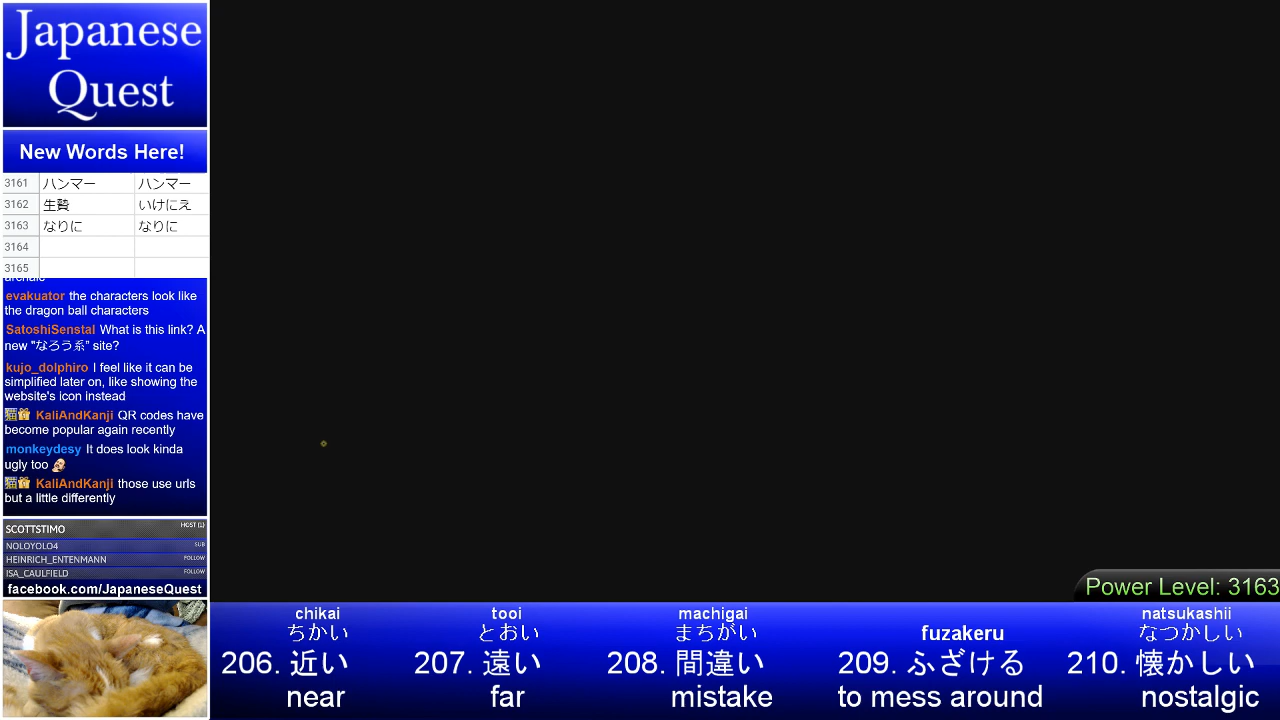 Japanese
Quest
New Words Here!
3161 ハンマー ハンマー
3162 生贄 いけにえ
3163 なりに なりに
3164
3165
archaic
evakuator the characters look like
the dragon ball characters
SatoshiSenstal What is this link? A
new "なろう系" site?
kujo_dolphiro I feel like it can be
simplified later on, like showing the
website's icon instead
KaliAndKanji QR codes have
become popular again recently
monkeydesy It does look kinda
ugly too
KaliAndKanji those use urls
but a little differently
SCOTTSTIMO HOST (1)
NOLOYOLO4 SUB
HEINRICH_ENTENMANN FOLLOW
ISA_CAULFIELD FOLLOW
facebook.com/JapaneseQuest
Power Level: 3163
chikai
ちかい
206. 近い
near
tooi
とおい
207. 遠い
far
machigai
まちがい
208. 間違い
mistake
fuzakeru
209. ふざける
to mess around
natsukashii
なつかしい
210. 懐かしい
nostalgic